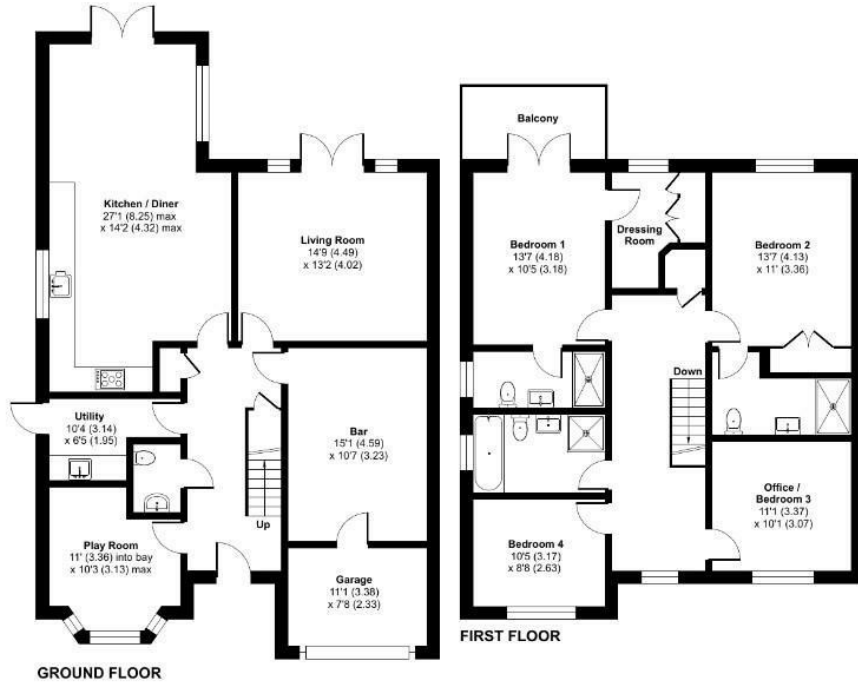 Kitchen / Diner
27'1 (8.25) max
x 14'2 (4.32) max
Living Room
14'9 (4.49)
x 13'2 (4.02)
Utility
10'4 (3.14)
x 6'5 (1.95)
Bar
15'1 (4.59)
x 10'7 (3.23)
Up
Play Room
11' (3.36) into bay
x 10'3 (3.13) max
Garage
11'1 (3.38)
x 7'8 (2.33)
GROUND FLOOR
Balcony
Bedroom 1
13'7 (4.18)
x 10'5 (3.18)
Dressing
Room
Bedroom 2
13'7 (4.13)
x 11' (3.36)
Down
Office /
Bedroom 3
11'1 (3.37)
x 10'1 (3.07)
Bedroom 4
10'5 (3.17)
x 8'8 (2.63)
FIRST FLOOR